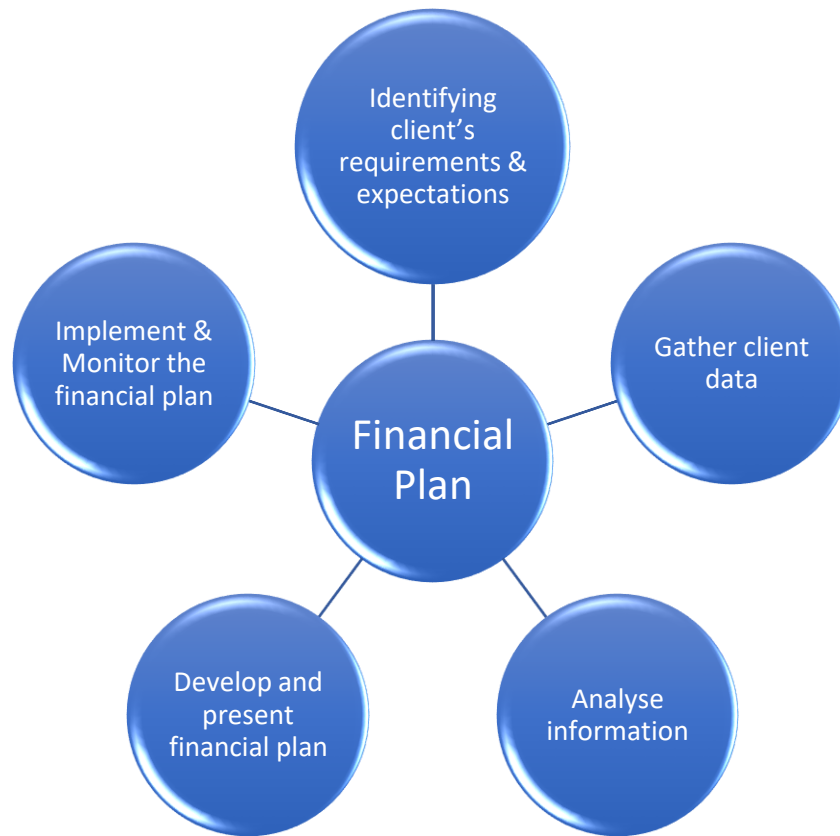 Identifying
client’s
requirements &
expectations
Gather client
data
Analyse
information
Develop and
present
financial plan
Implement &
Monitor the
financial plan
Financial
Plan